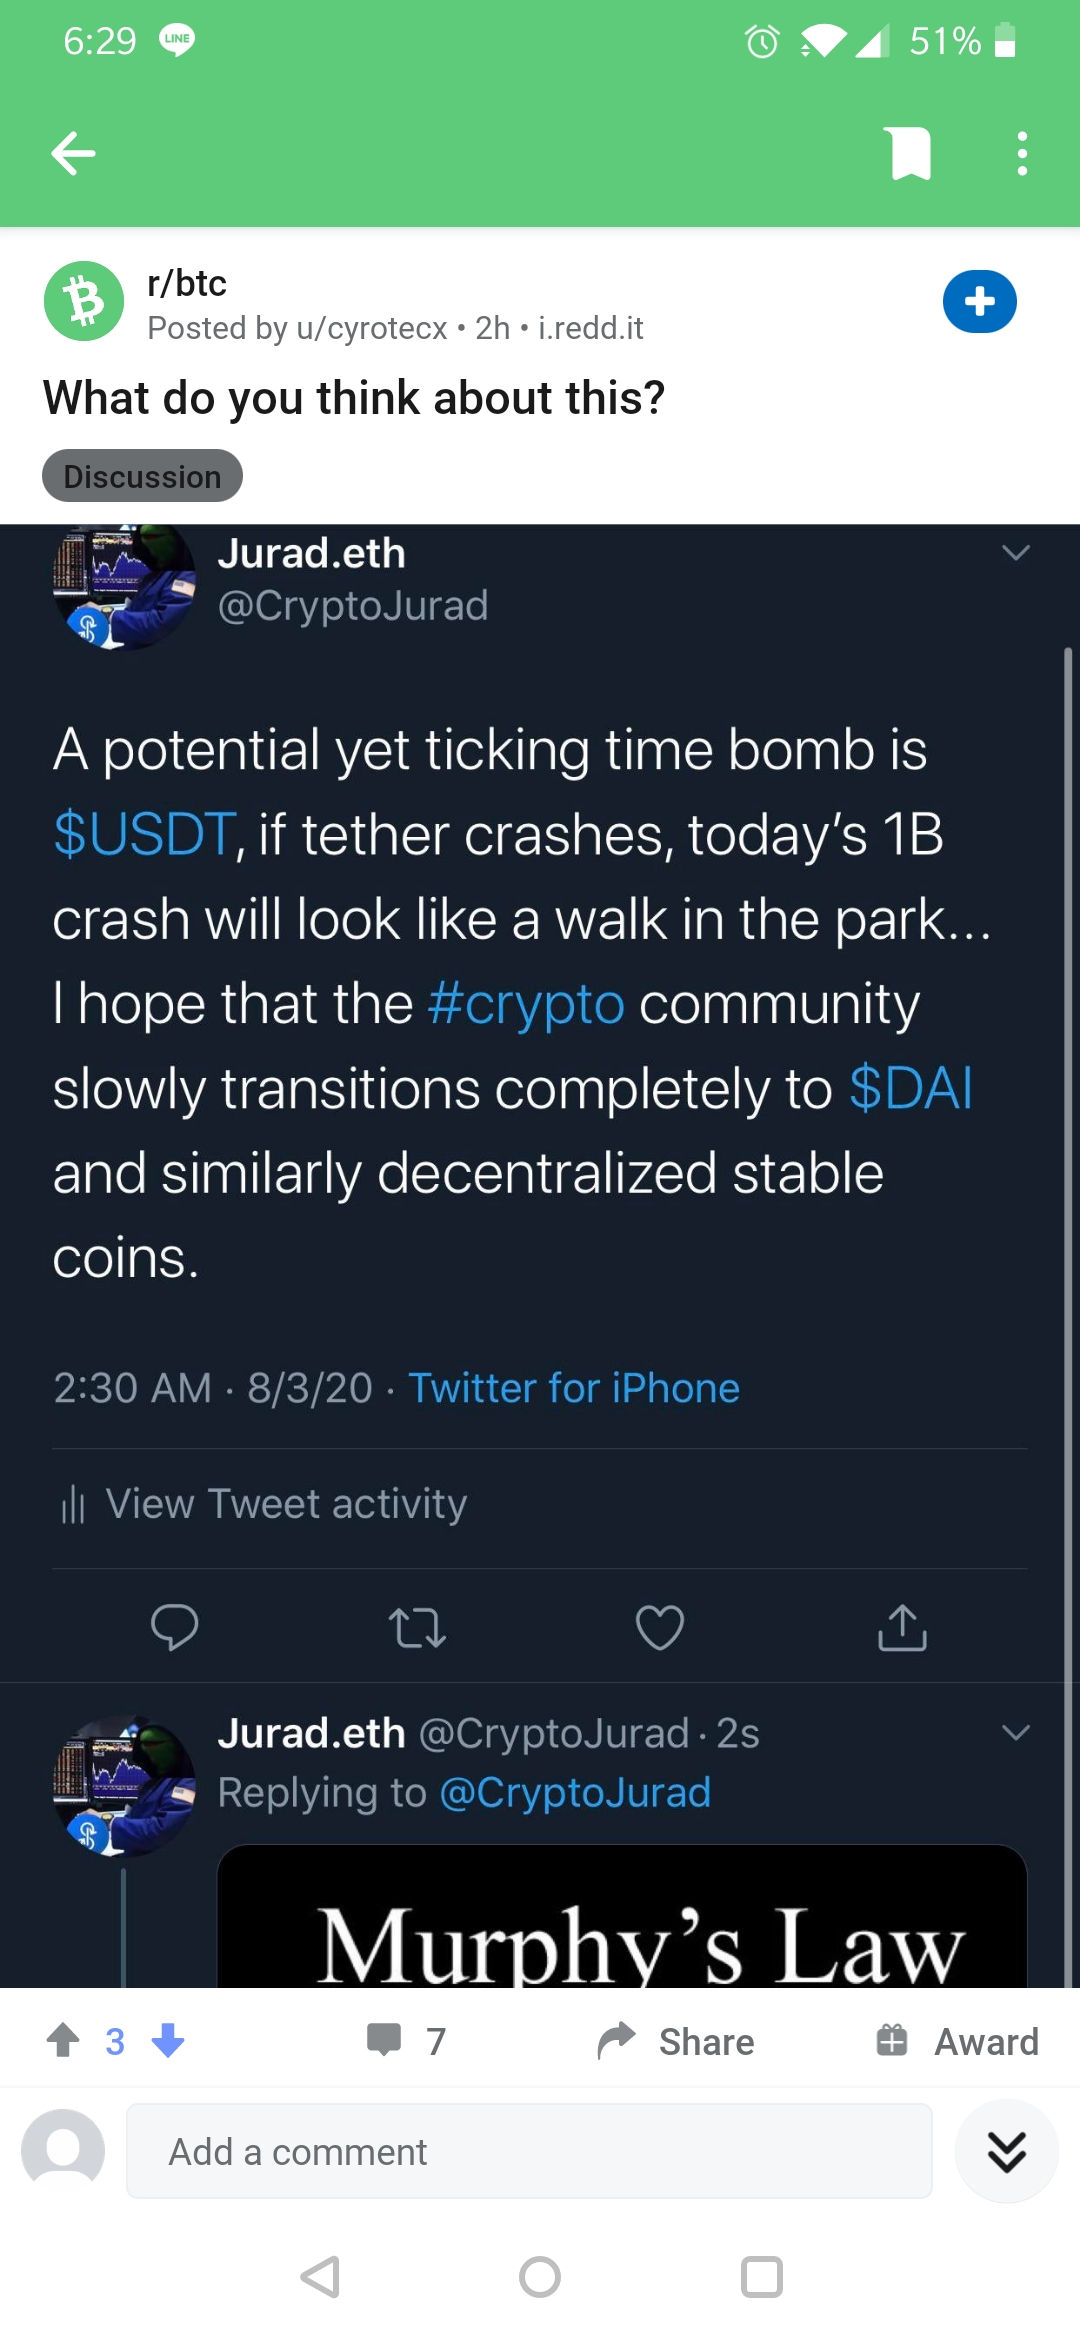 6:29 LINE 51%
r/btc
Posted by u/cyrotecx • 2h • i.redd.it
What do you think about this?
Discussion
Jurad.eth
@CryptoJurad
A potential yet ticking time bomb is
$USDT, if tether crashes, today's 1B
crash will look like a walk in the park...
I hope that the #crypto community
slowly transitions completely to $DAI
and similarly decentralized stable
coins.
2:30 AM · 8/3/20 · Twitter for iPhone
View Tweet activity
Jurad.eth @CryptoJurad · 2s
Replying to @CryptoJurad
Murphy's Law
3 7 Share Award
Add a comment